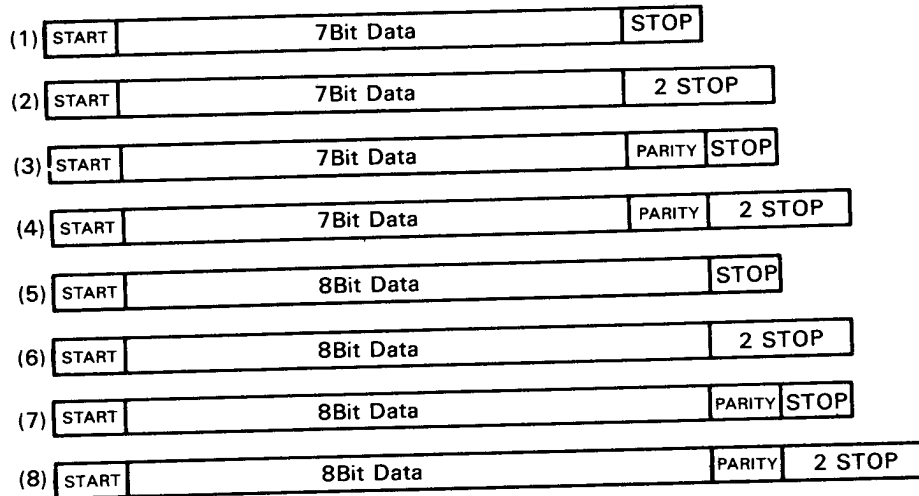 (1) START 7Bit Data STOP
(2) START 7Bit Data 2 STOP
(3) START 7Bit Data PARITY STOP
(4) START 7Bit Data PARITY 2 STOP
(5) START 8Bit Data STOP
(6) START 8Bit Data 2 STOP
(7) START 8Bit Data PARITY STOP
(8) START 8Bit Data PARITY 2 STOP